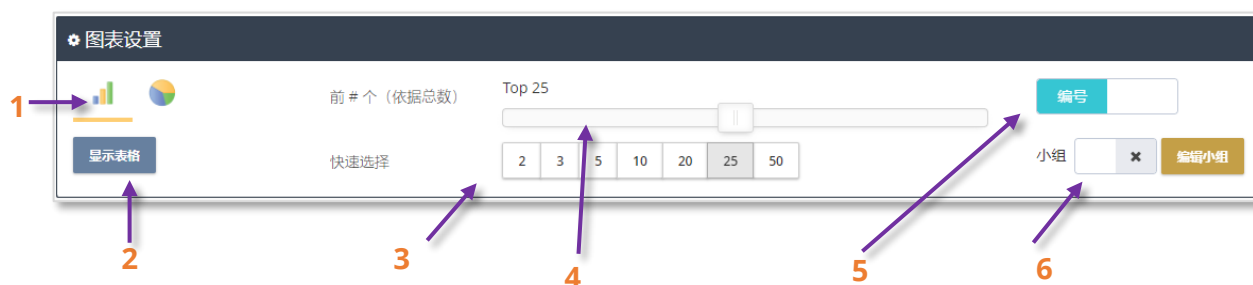 图表设置
1
前 # 个（依据总数）
Top 25
编号
显示表格
快速选择
2 3 5 10 20 25 50
小组
编辑小组
2
3
4
5
6